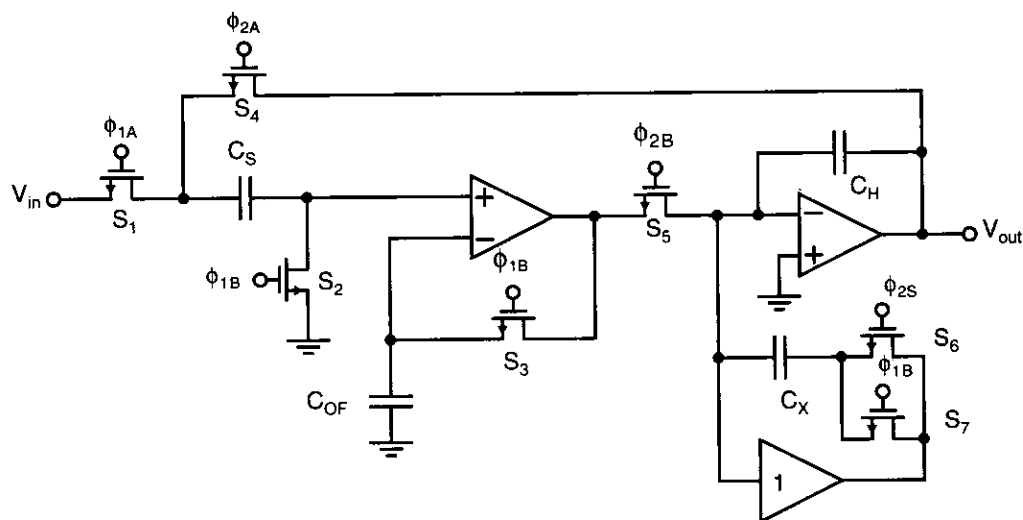 ϕ2A
S4
ϕ1A
Vin
S1
CS
ϕ1B
S2
+
−
ϕ1B
S3
COF
ϕ2B
S5
CH
−
+
Vout
ϕ2S
S6
ϕ1B
CX
S7
1